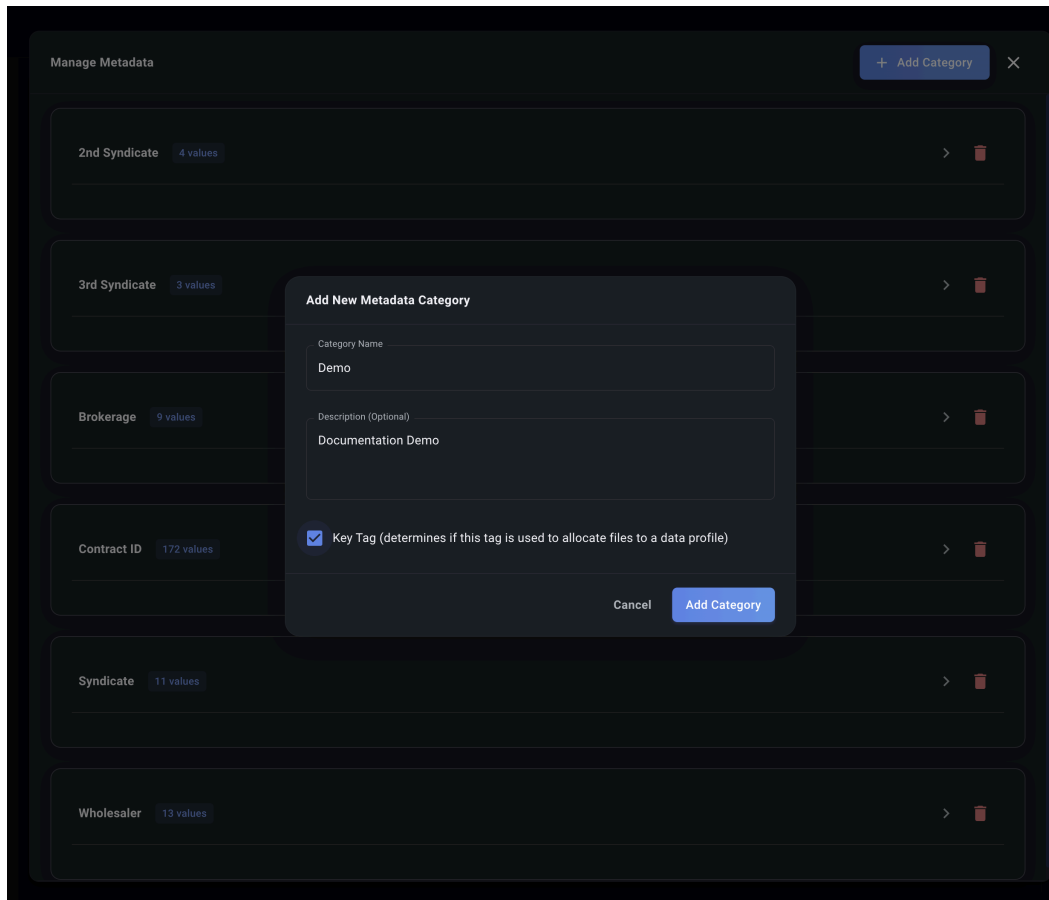 Manage Metadata
+ Add Category
2nd Syndicate 4 values
3rd Syndicate 3 values
Add New Metadata Category
Category Name
Demo
Brokerage 9 values
Description (Optional)
Documentation Demo
Key Tag (determines if this tag is used to allocate files to a data profile)
Contract ID 172 values
Cancel Add Category
Syndicate 11 values
Wholesaler 13 values